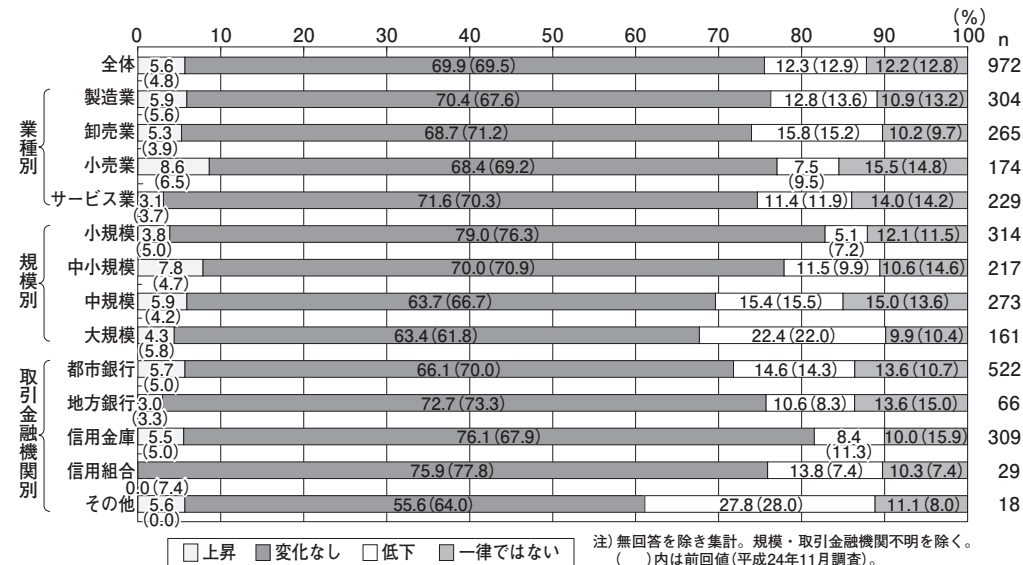 (%)
0 10 20 30 40 50 60 70 80 90 100 n
全体 5.6 (4.8) 69.9(69.5) 12.3(12.9) 12.2(12.8) 972
業種別
製造業 5.9 (5.6) 70.4(67.6) 12.8(13.6) 10.9(13.2) 304
卸売業 5.3 (3.9) 68.7(71.2) 15.8(15.2) 10.2(9.7) 265
小売業 8.6 (6.5) 68.4(69.2) 7.5 (9.5) 15.5(14.8) 174
サービス業 3.1 (3.7) 71.6(70.3) 11.4(11.9) 14.0(14.2) 229
規模別
小規模 3.8 (5.0) 79.0(76.3) 5.1 (7.2) 12.1(11.5) 314
中小規模 7.8 (4.7) 70.0(70.9) 11.5(9.9) 10.6(14.6) 217
中規模 5.9 (4.2) 63.7(66.7) 15.4(15.5) 15.0(13.6) 273
大規模 4.3 (5.8) 63.4(61.8) 22.4(22.0) 9.9(10.4) 161
取引金融機関別
都市銀行 5.7 (5.0) 66.1(70.0) 14.6(14.3) 13.6(10.7) 522
地方銀行 3.0 (3.3) 72.7(73.3) 10.6(8.3) 13.6(15.0) 66
信用金庫 5.5 (5.0) 76.1(67.9) 8.4 (11.3) 10.0(15.9) 309
信用組合 0.0(7.4) 75.9(77.8) 13.8(7.4) 10.3(7.4) 29
その他 5.6 (0.0) 55.6(64.0) 27.8(28.0) 11.1(8.0) 18
上昇 変化なし 低下 一律ではない
注)無回答を除き集計。規模・取引金融機関不明を除く。
(　)内は前回値(平成24年11月調査)。